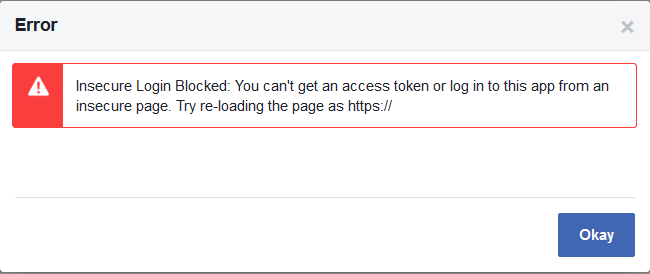 Error
Insecure Login Blocked: You can't get an access token or log in to this app from an
insecure page. Try re-loading the page as https://
Okay